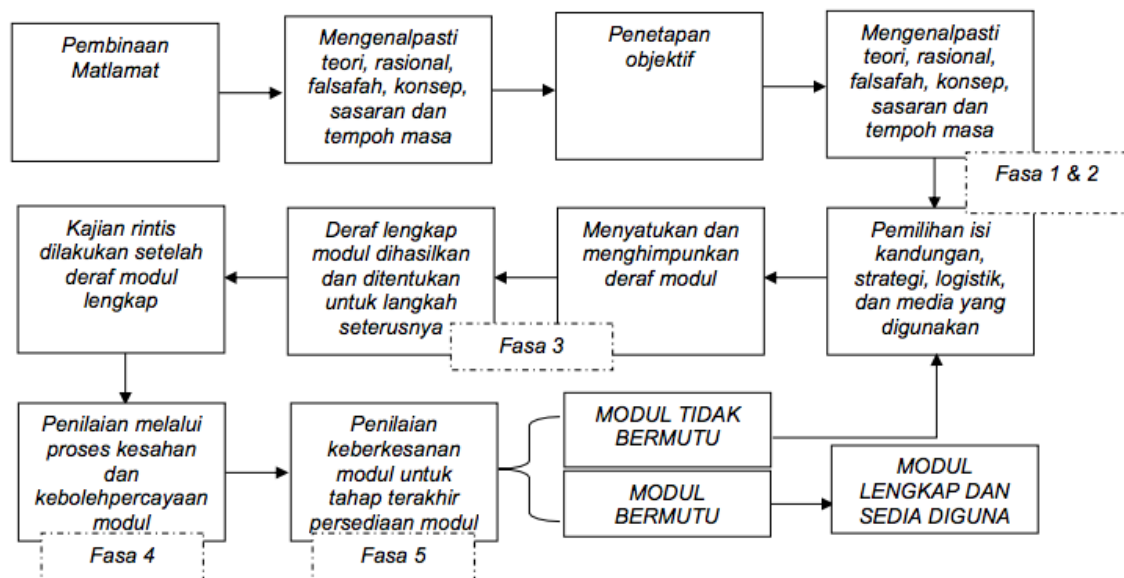 Pembinaan
Matlamat
Mengenalpasti
teori, rasional,
falsafah, konsep,
sasaran dan
tempoh masa
Penetapan
objektif
Mengenalpasti
teori, rasional,
falsafah, konsep,
sasaran dan
tempoh masa
Fasa 1 & 2
Pemilihan isi
kandungan,
strategi, logistik,
dan media yang
digunakan
Menyatukan dan
menghimpunkan
deraf modul
Deraf lengkap
modul dihasilkan
dan ditentukan
untuk langkah
seterusnya
Fasa 3
Kajian rintis
dilakukan setelah
deraf modul
lengkap
Penilaian melalui
proses kesahan
dan
kebolehpercayaan
modul
Fasa 4
Penilaian
keberkesanan
modul untuk
tahap terakhir
persediaan modul
Fasa 5
MODUL TIDAK
BERMUTU
MODUL
BERMUTU
MODUL
LENGKAP DAN
SEDIA DIGUNA